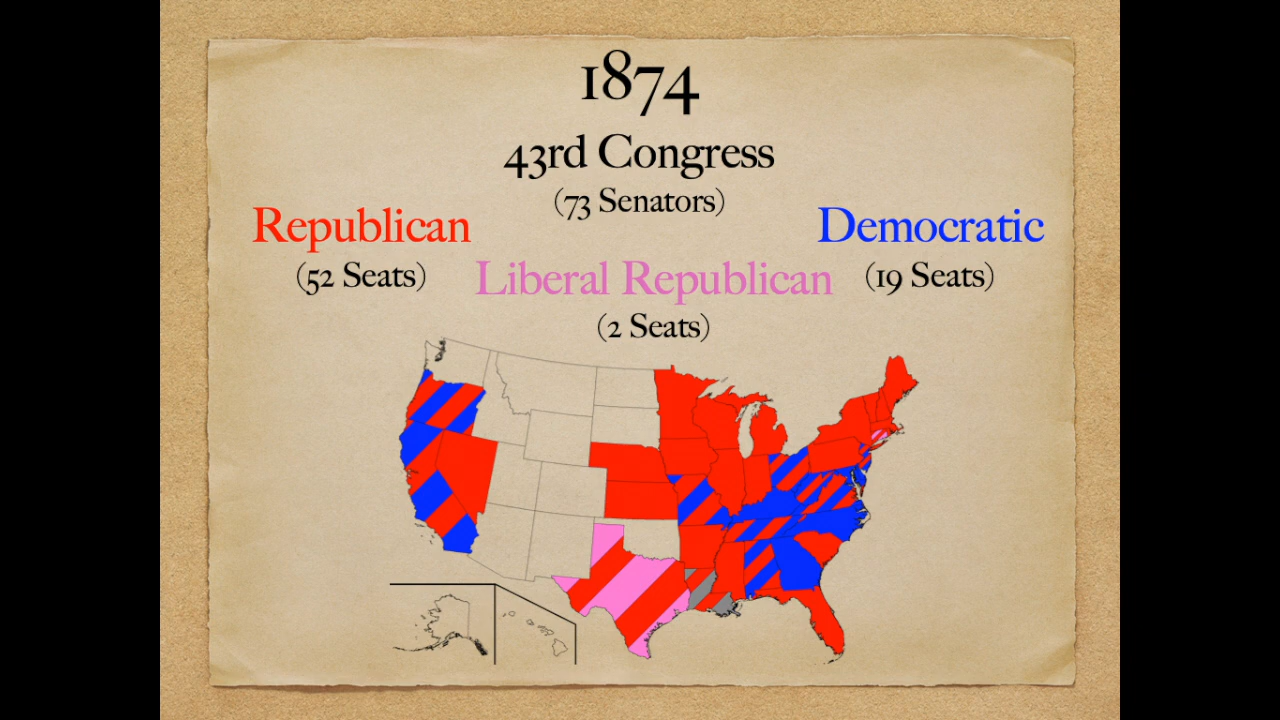 1874
43rd Congress
(73 Senators)
Republican
(52 Seats)
Liberal Republican
(2 Seats)
Democratic
(19 Seats)